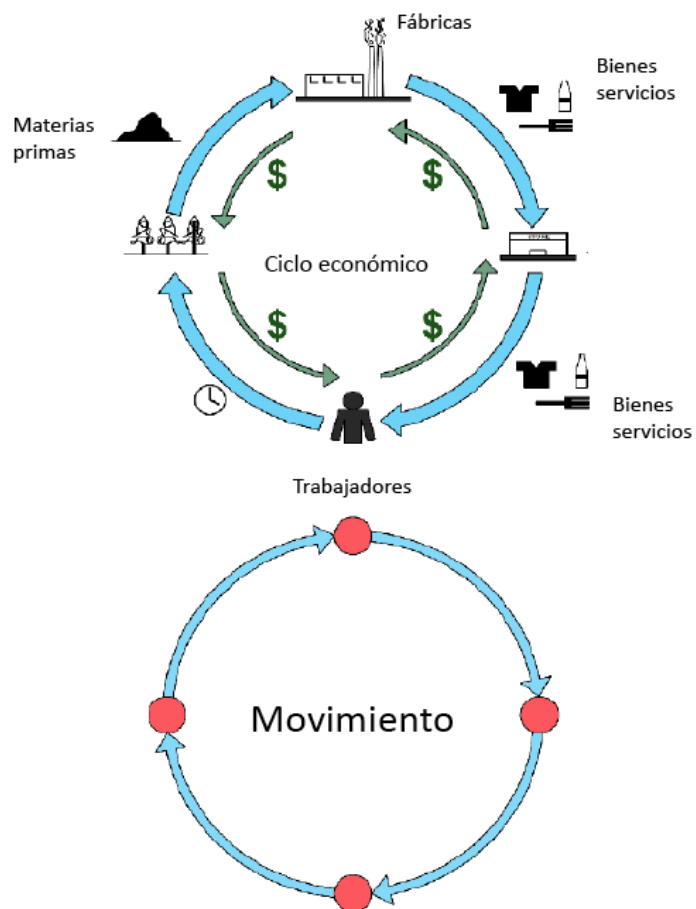 Fábricas
Bienes
servicios
Materias
primas
$
$
Ciclo económico
$
$
Bienes
servicios
Trabajadores
Movimiento